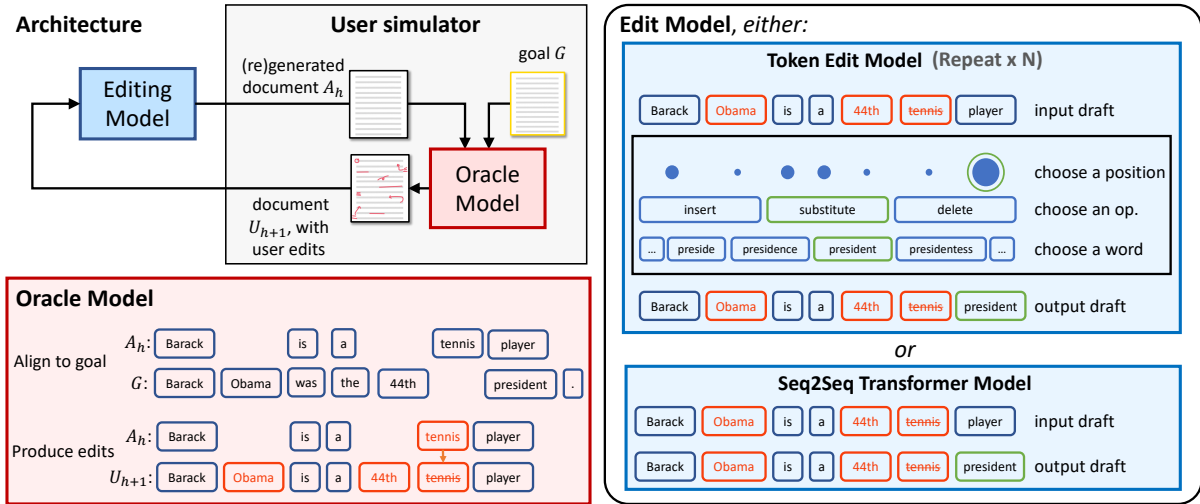 Architecture
User simulator
Editing
Model
(re)generated
document A_h
goal G
Oracle
Model
document
U_{h+1}, with
user edits
Oracle Model
Align to goal
A_h: Barack is a tennis player
G: Barack Obama was the 44th president .
Produce edits
A_h: Barack is a tennis player
U_{h+1}: Barack Obama is a 44th tennis player
Edit Model, either:
Token Edit Model (Repeat x N)
Barack Obama is a 44th tennis player input draft
choose a position
insert substitute delete choose an op.
... preside presidence president presidentess ... choose a word
Barack Obama is a 44th tennis president output draft
or
Seq2Seq Transformer Model
Barack Obama is a 44th tennis player input draft
Barack Obama is a 44th tennis president output draft